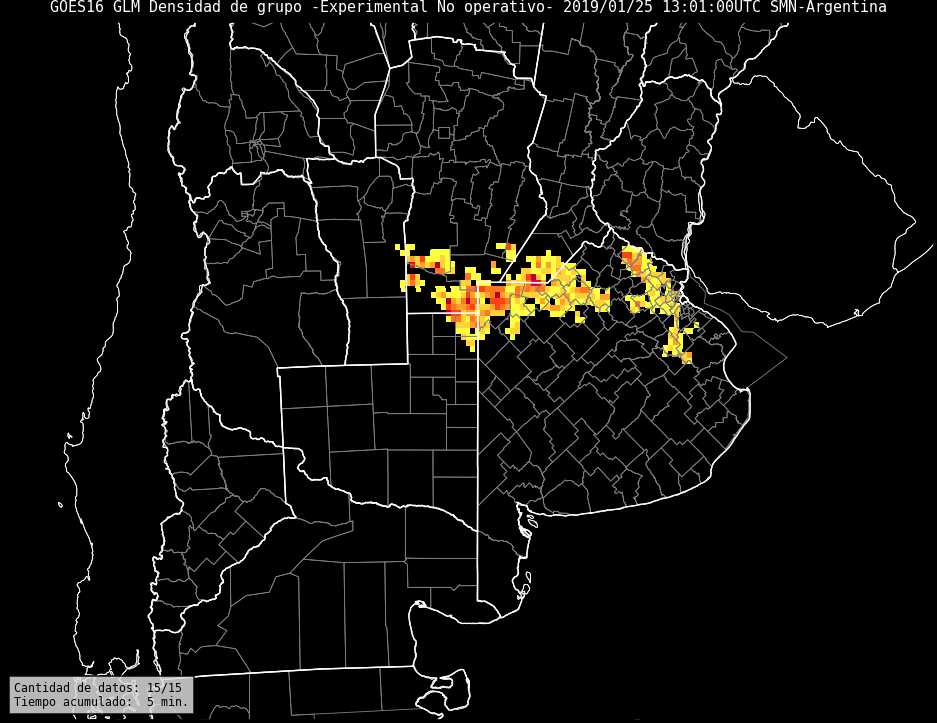 GOES16 GLM Densidad de grupo -Experimental No operativo- 2019/01/25 13:01:00UTC SMN-Argentina
Cantidad de datos: 15/15
Tiempo acumulado:  5 min.